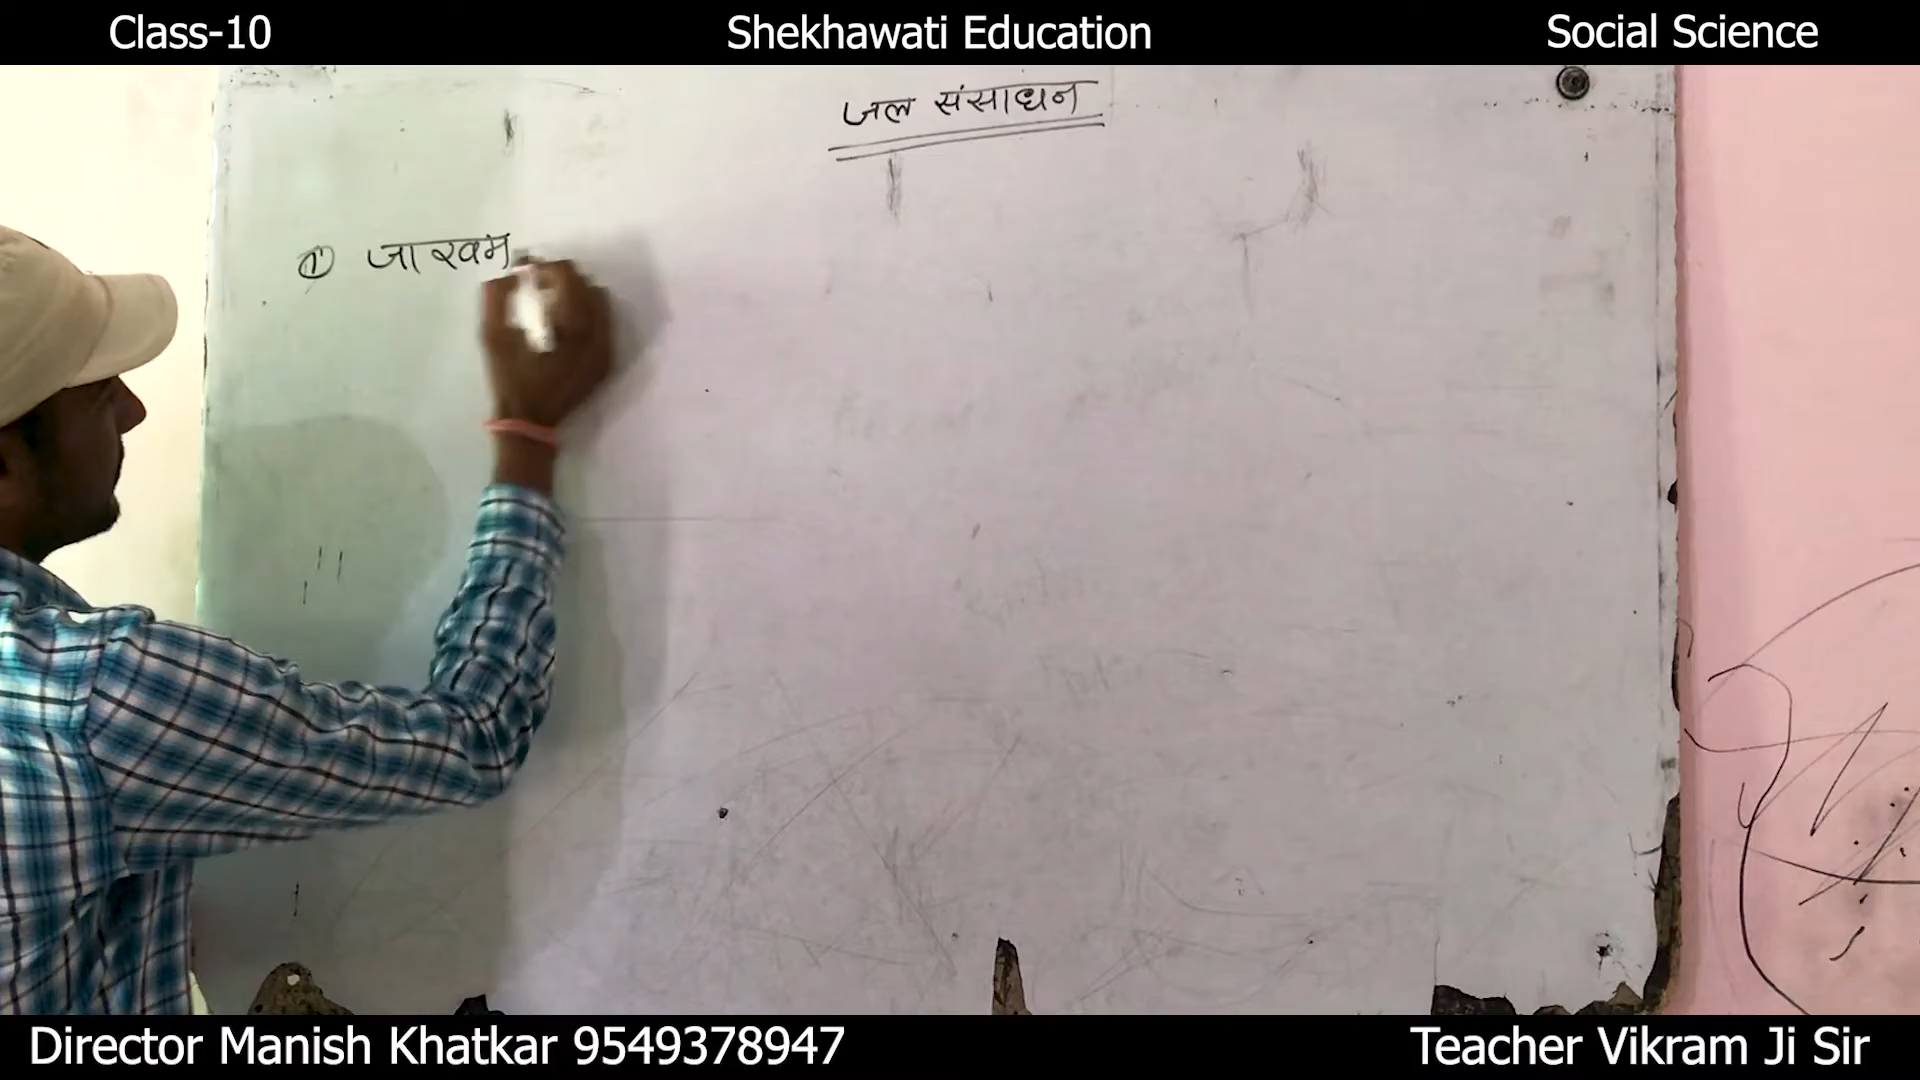 Class-10 Shekhawati Education Social Science
जल संसाधन
① जाखम
Director Manish Khatkar 9549378947 Teacher Vikram Ji Sir